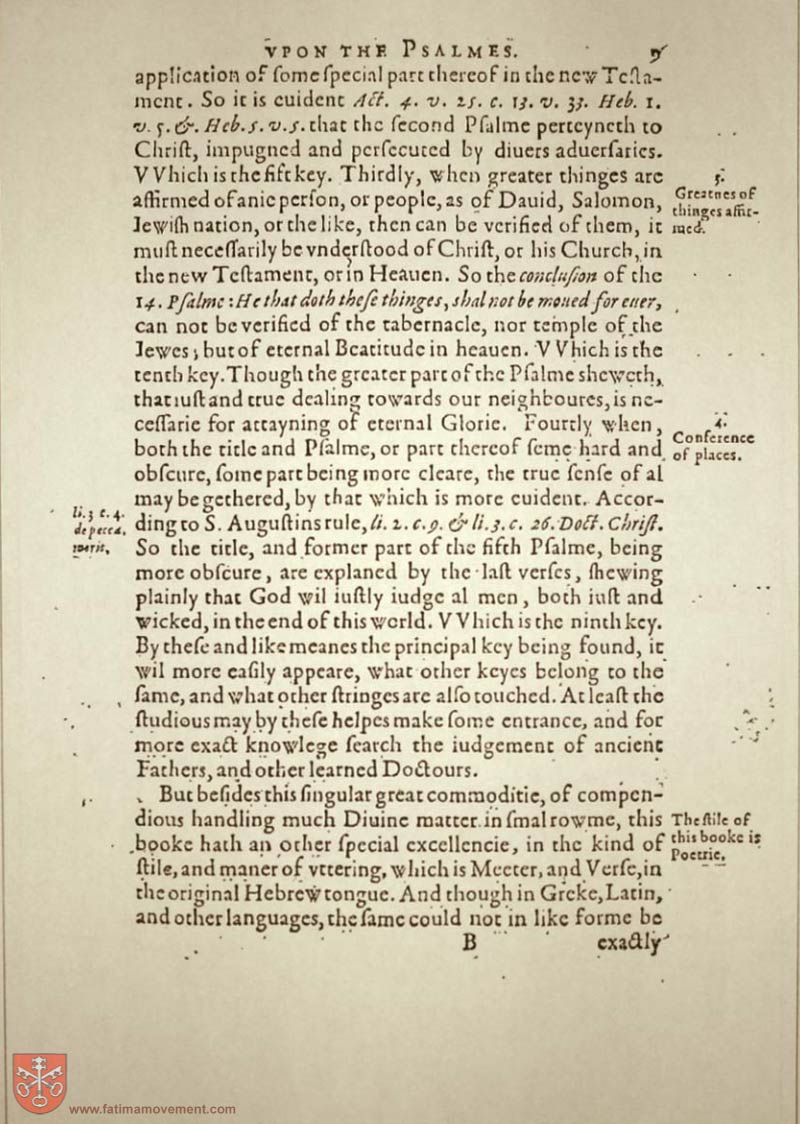 VPON THE PSALMES.
applicatiõ of ſome ſpecial part thereof in the new Teſta-
ment. So it is euident Act. 4. v. 25. c. 13. v. 33. Heb. 1.
v. 5. & Heb. 5. v. 5. that the ſecond Pſalme perteyneth to
Chriſt, impugned and perſecuted by diuers aduerſaries.
VVhich is the fift key. Thirdly, when greater thinges are
affirmed of anie perſon, or people, as of Dauid, Salomon,
Iewiſh nation, or the like, then can be verified of them, it
muſt neceſſarily be vnderſtood of Chriſt, or his Church, in
the new Teſtament, or in Heauen. So the concluſion of the
14. Pſalme: He that doth theſe thinges, shal not be moued for euer,
can not be verified of the tabernacle, nor temple of the
Iewes; but of eternal Beatitude in heauen. VVhich is the
tenth key. Though the greater part of the Pſalme sheweth,
that iuſt and true dealing towards our neighboures, is ne-
ceſſarie for attayning of eternal Glorie. Fourtly when,
both the title and Pſalme, or part thereof ſeme hard and
obſcure, ſome part being more cleare, the true ſenſe of al
may be gethered, by that which is more euident. Accor-
ding to S. Auguſtins rule, li. 2. c. 9. & li. 3. c. 26. Doct. Chriſt.
So the title, and former part of the fifth Pſalme, being
more obſcure, are explaned by the laſt verſes, ſhewing
plainly that God wil iuſtly iudge al men, both iuſt and
wicked, in the end of this world. VVhich is the ninth key.
By theſe and like meanes the principal key being found, it
wil more eaſily appeare, what other keyes belong to the
ſame, and what other ſtringes are alſo touched. At leaſt the
ſtudious may by theſe helpes make ſome entrance, and for
more exact knowlege ſearch the iudgement of ancient
Fathers, and other learned Doctours.
But beſides this ſingular great commoditie, of compen-
dious handling much Diuine matter in ſmal rowme, this
booke hath an other ſpecial excellencie, in the kind of
ſtile, and maner of vttering, which is Meeter, and Verſe, in
the original Hebrew tongue. And though in Greke, Latin,
and other languages, the ſame could not in like forme be
B exactly
3.
Greatnes of
thinges affir-
med.
4.
Conference
of places.
li. 3 c. 4.
de peccat.
merit.
The ſtile of
this booke is
Poetrie.
www.fatimamovement.com